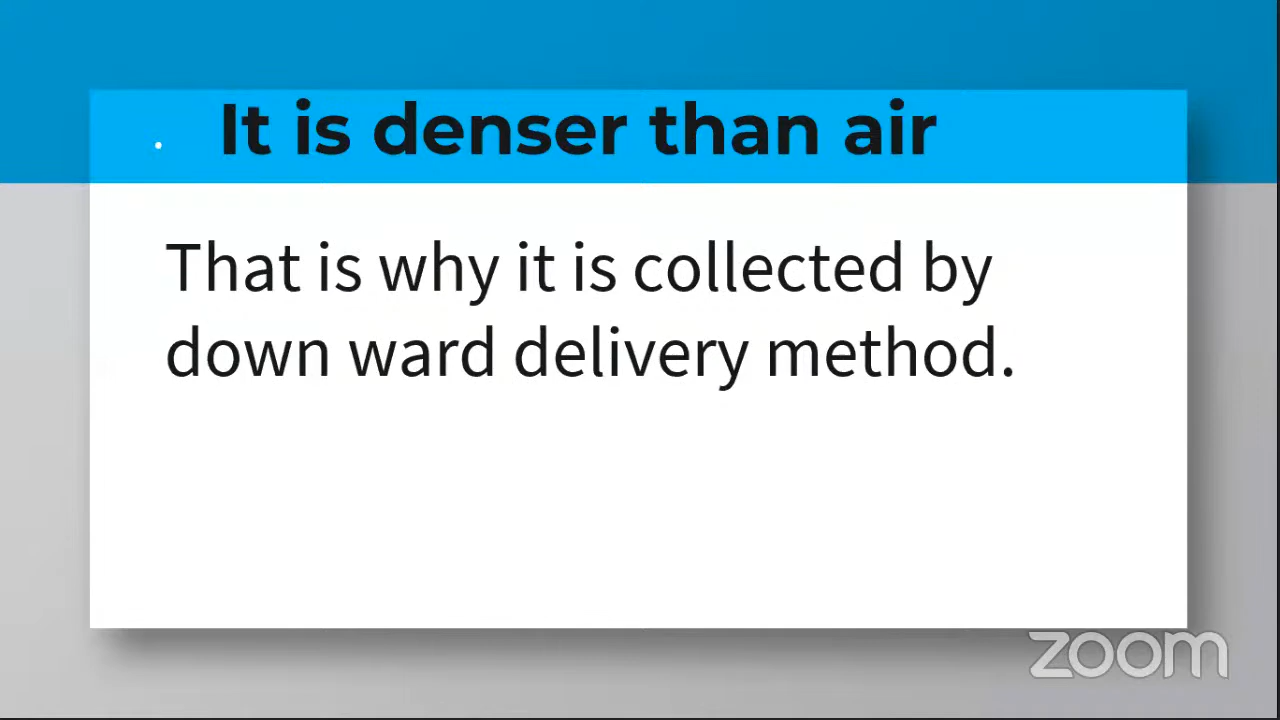 It is denser than air
That is why it is collected by
down ward delivery method.
zoom